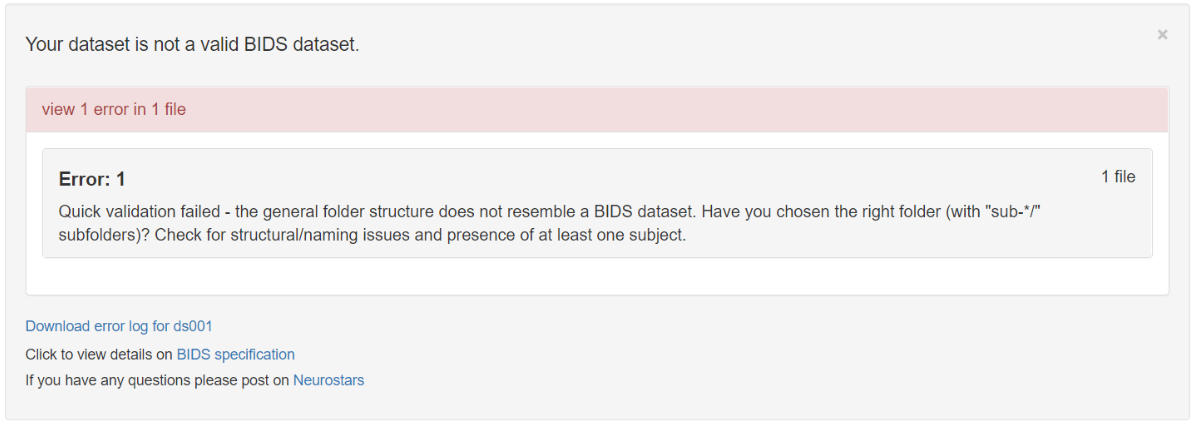 Your dataset is not a valid BIDS dataset.
×
view 1 error in 1 file
Error: 1
1 file
Quick validation failed - the general folder structure does not resemble a BIDS dataset. Have you chosen the right folder (with "sub-*/"
subfolders)? Check for structural/naming issues and presence of at least one subject.
Download error log for ds001
Click to view details on BIDS specification
If you have any questions please post on Neurostars